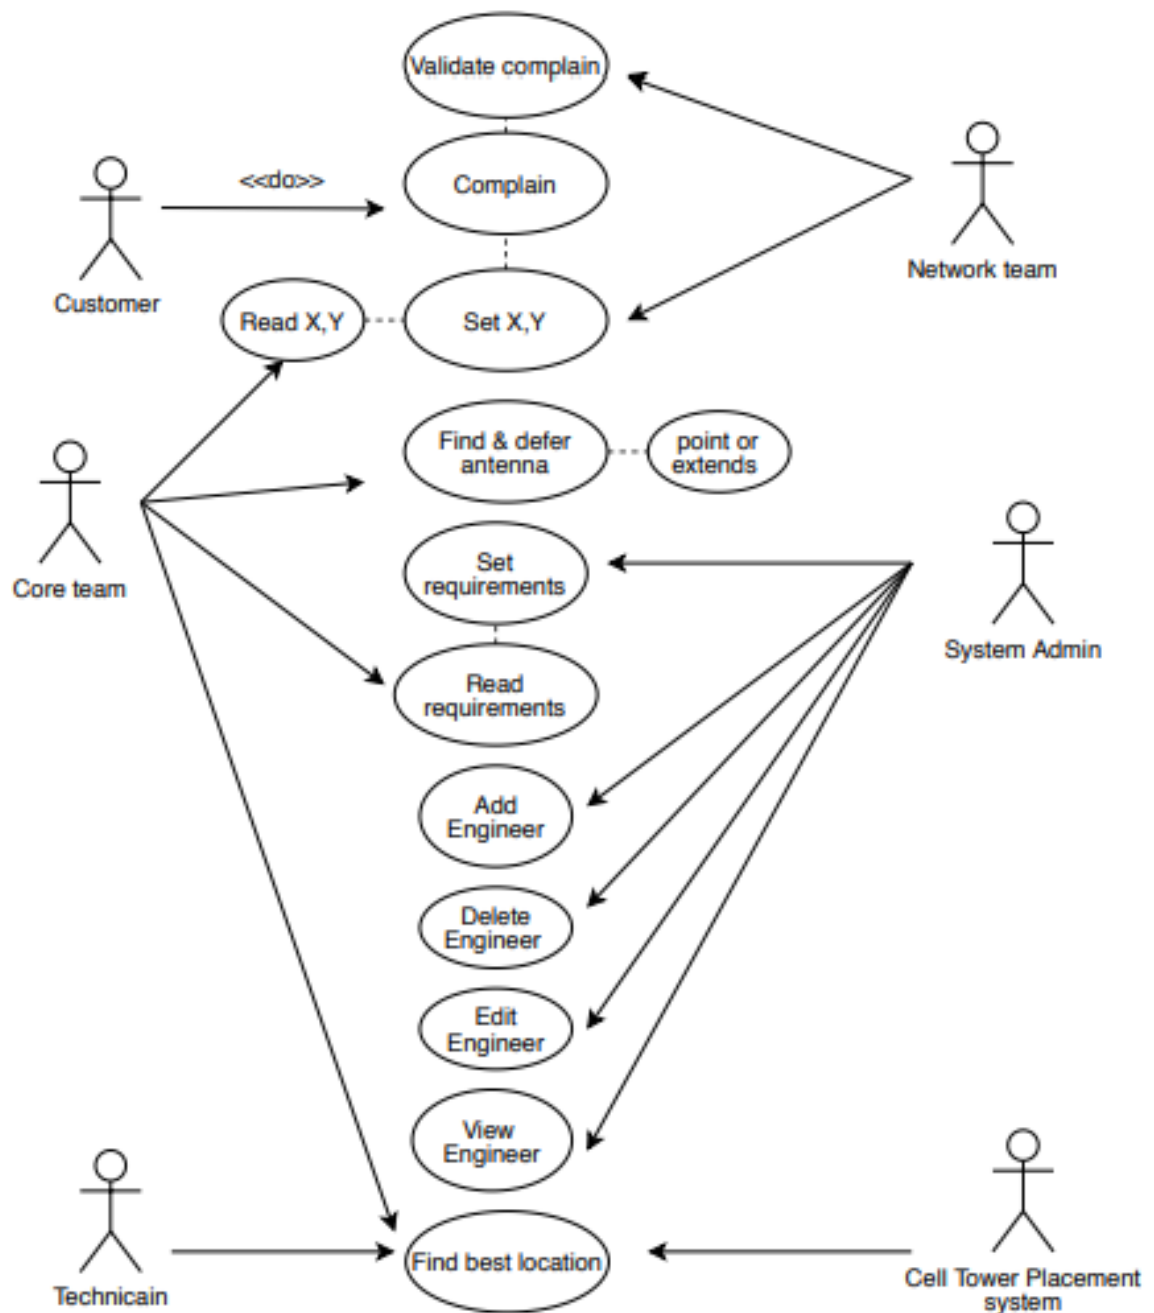 Validate complain
<<do>>
Complain
Customer
Network team
Read X,Y
Set X,Y
Find & defer
antenna
point or
extends
Core team
Set
requirements
System Admin
Read
requirements
Add
Engineer
Delete
Engineer
Edit
Engineer
View
Engineer
Technicain
Find best location
Cell Tower Placement
system